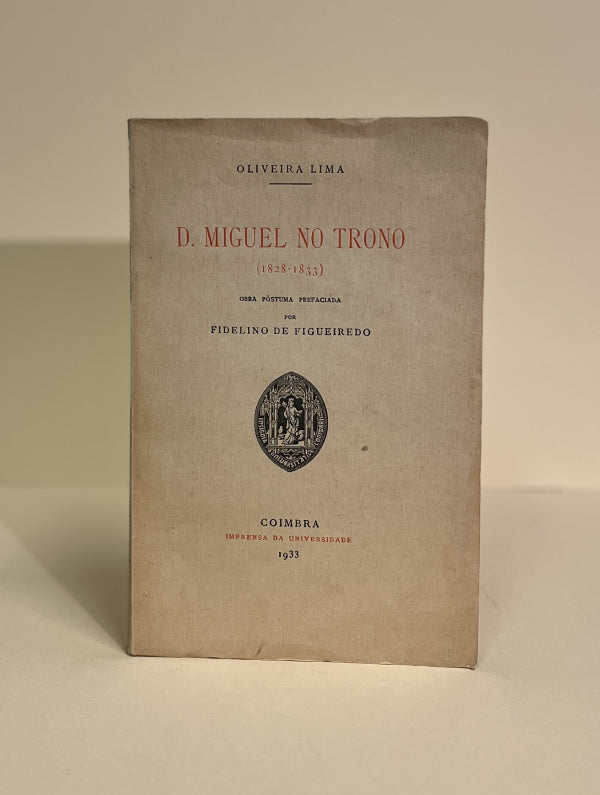 OLIVEIRA LIMA
D. MIGUEL NO TRONO
(1828-1833)
OBRA PÓSTUMA PREFACIADA
POR
FIDELINO DE FIGUEIREDO
COIMBRA
IMPRENSA DA UNIVERSIDADE
1933